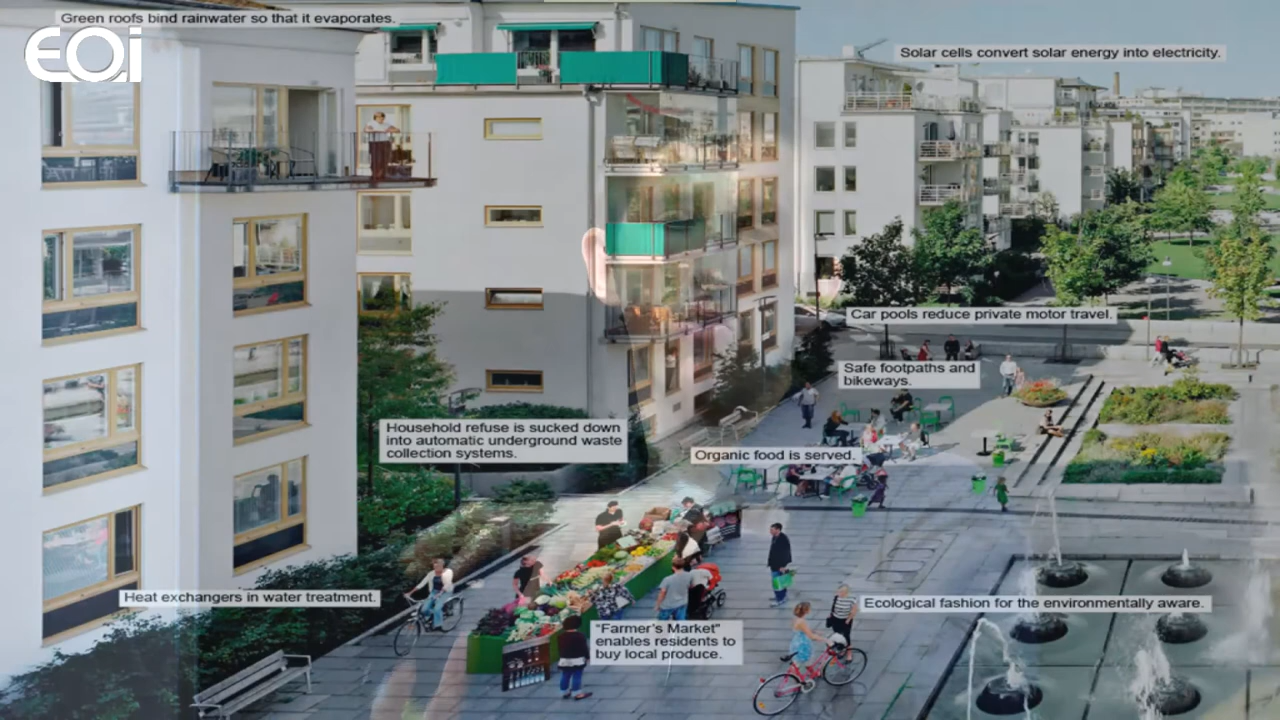 Green roofs bind rainwater so that it evaporates.
EOi
Solar cells convert solar energy into electricity.
Car pools reduce private motor travel.
Safe footpaths and
bikeways.
Household refuse is sucked down
into automatic underground waste
collection systems.
Organic food is served.
Heat exchangers in water treatment.
Ecological fashion for the environmentally aware.
“Farmer’s Market”
enables residents to
buy local produce.